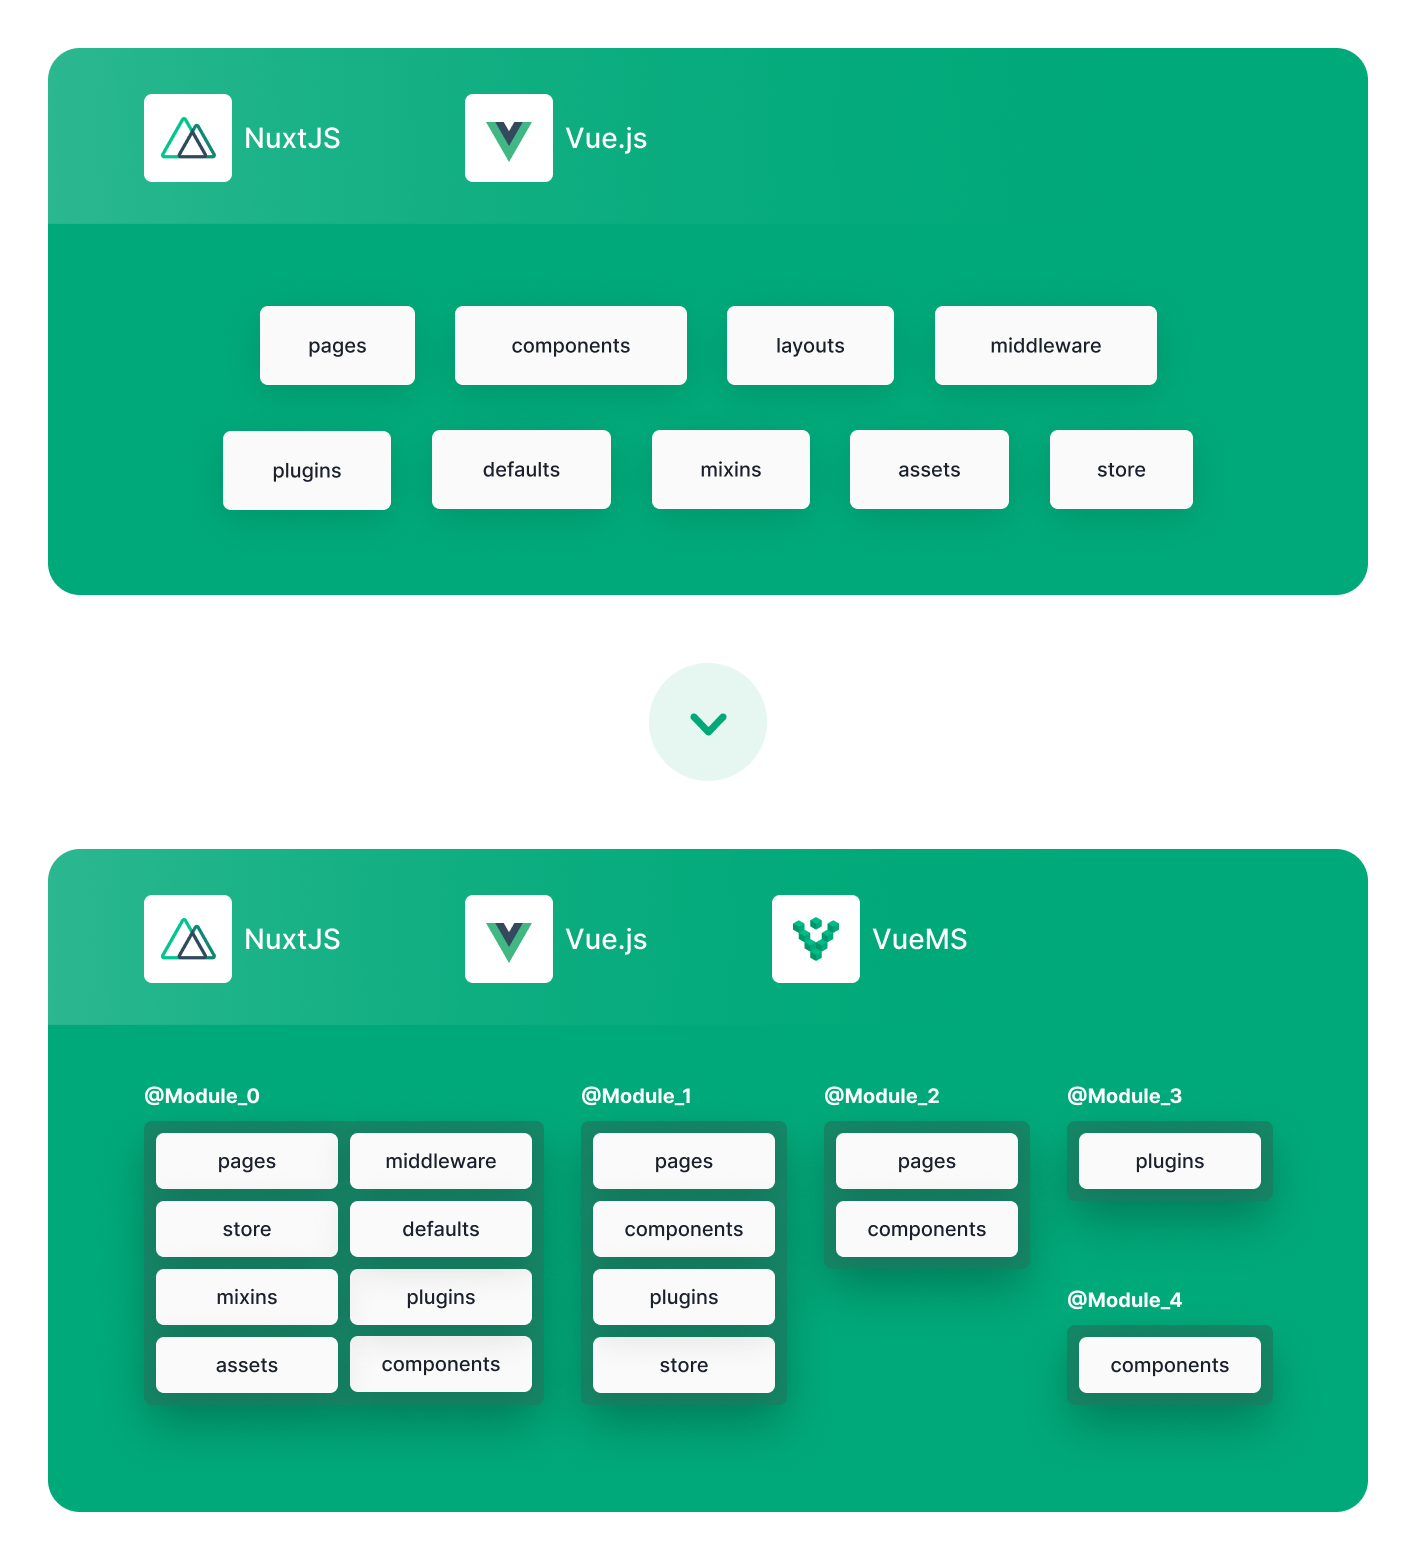 NuxtJS
Vue.js
pages
components
layouts
middleware
plugins
defaults
mixins
assets
store
NuxtJS
Vue.js
VueMS
@Module_0
pages
middleware
store
defaults
mixins
plugins
assets
components
@Module_1
pages
components
plugins
store
@Module_2
pages
components
@Module_3
plugins
@Module_4
components